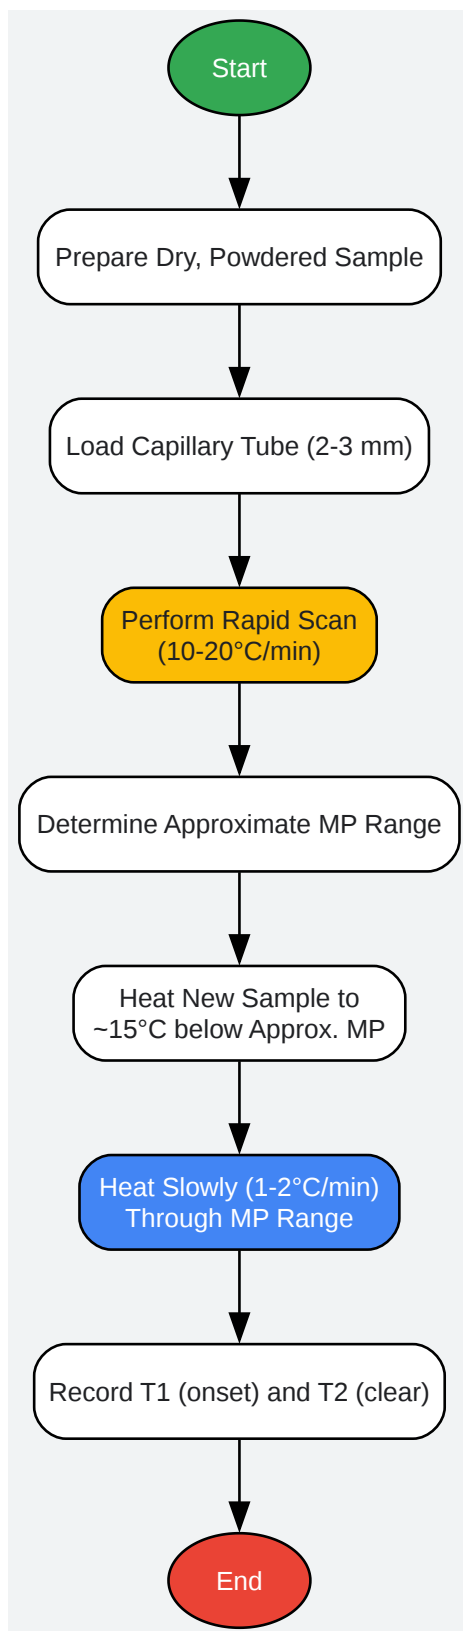 Start
Prepare Dry, Powdered Sample
Load Capillary Tube (2-3 mm)
Perform Rapid Scan
(10-20°C/min)
Determine Approximate MP Range
Heat New Sample to
~15°C below Approx. MP
Heat Slowly (1-2°C/min)
Through MP Range
Record T1 (onset) and T2 (clear)
End